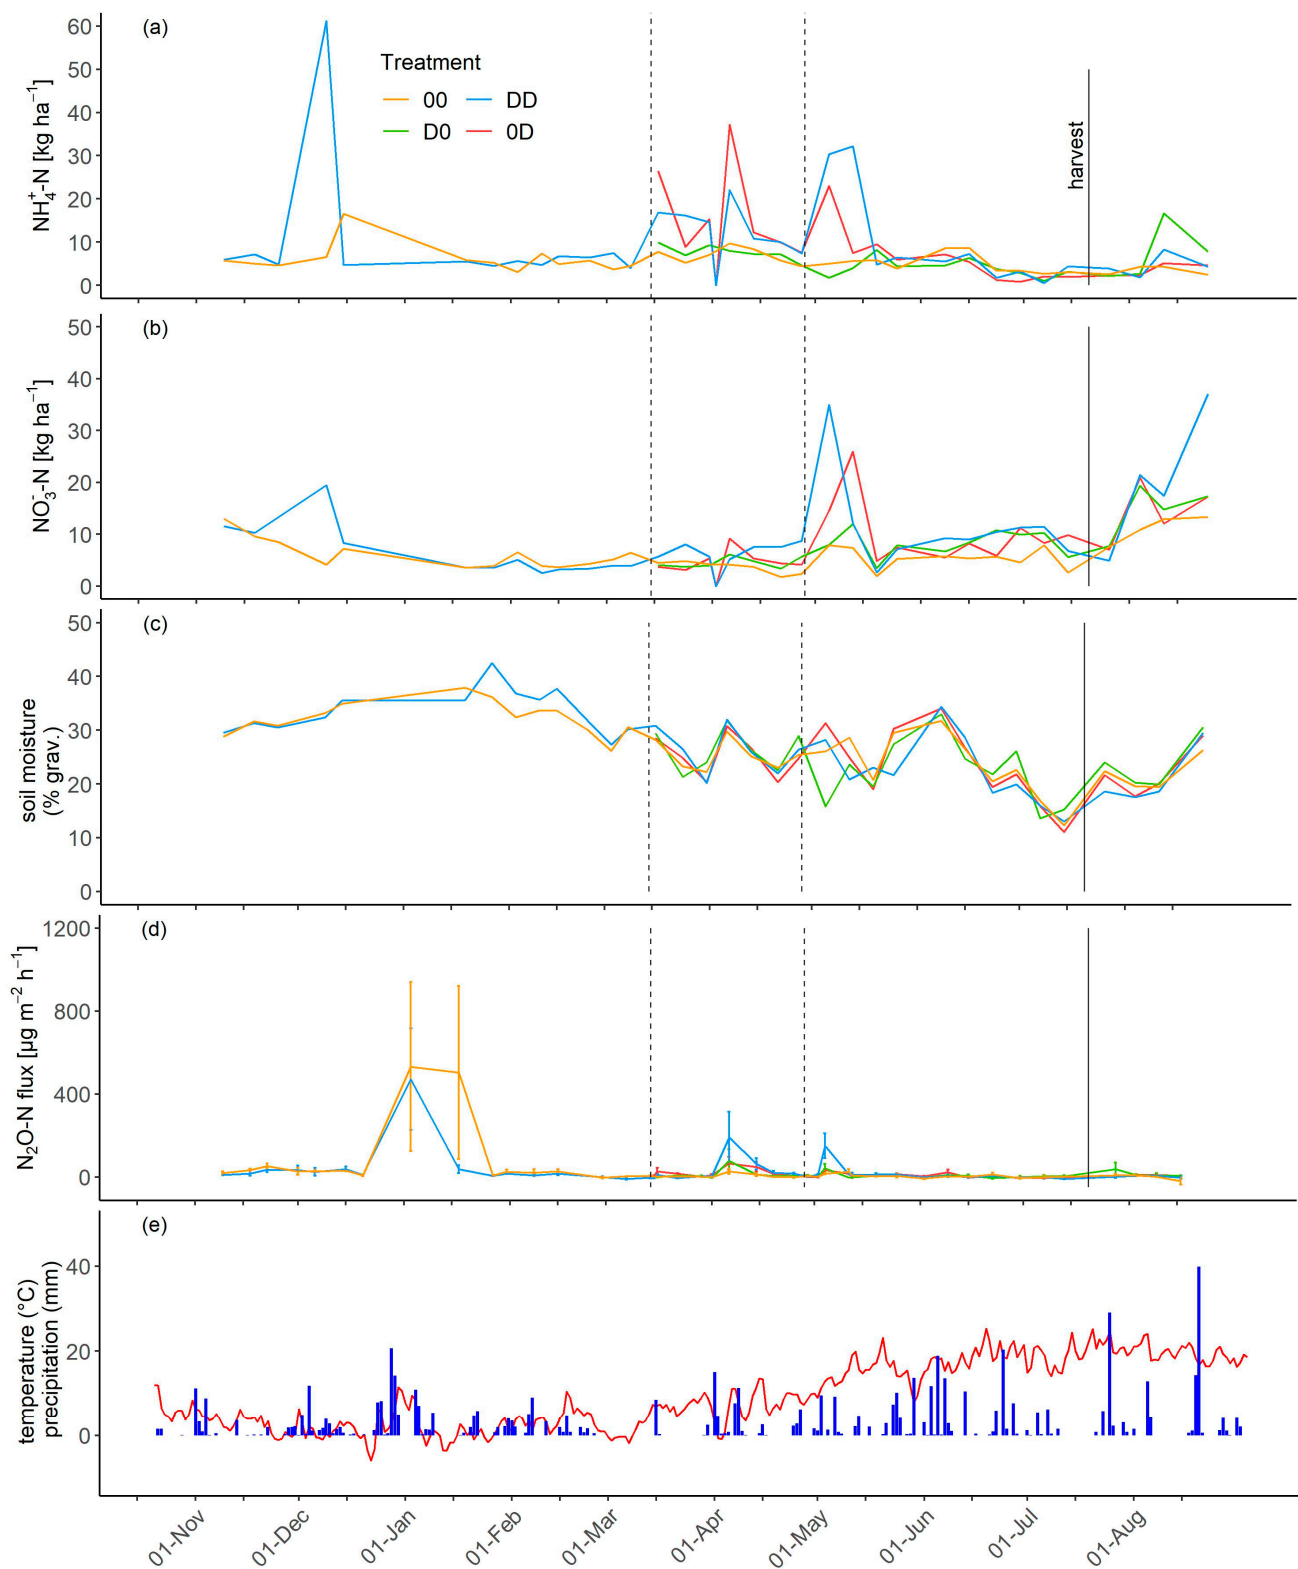 (a)
NH₄⁺-N [kg ha⁻¹]
60
50
40
30
20
10
0
Treatment
00 DD
D0 0D
harvest
(b)
NO₃⁻-N [kg ha⁻¹]
50
40
30
20
10
0
(c)
soil moisture
(% grav.)
50
40
30
20
10
0
(d)
N₂O-N flux [µg m⁻² h⁻¹]
1200
800
400
0
(e)
temperature (°C)
precipitation (mm)
40
20
0
01-Nov
01-Dec
01-Jan
01-Feb
01-Mar
01-Apr
01-May
01-Jun
01-Jul
01-Aug